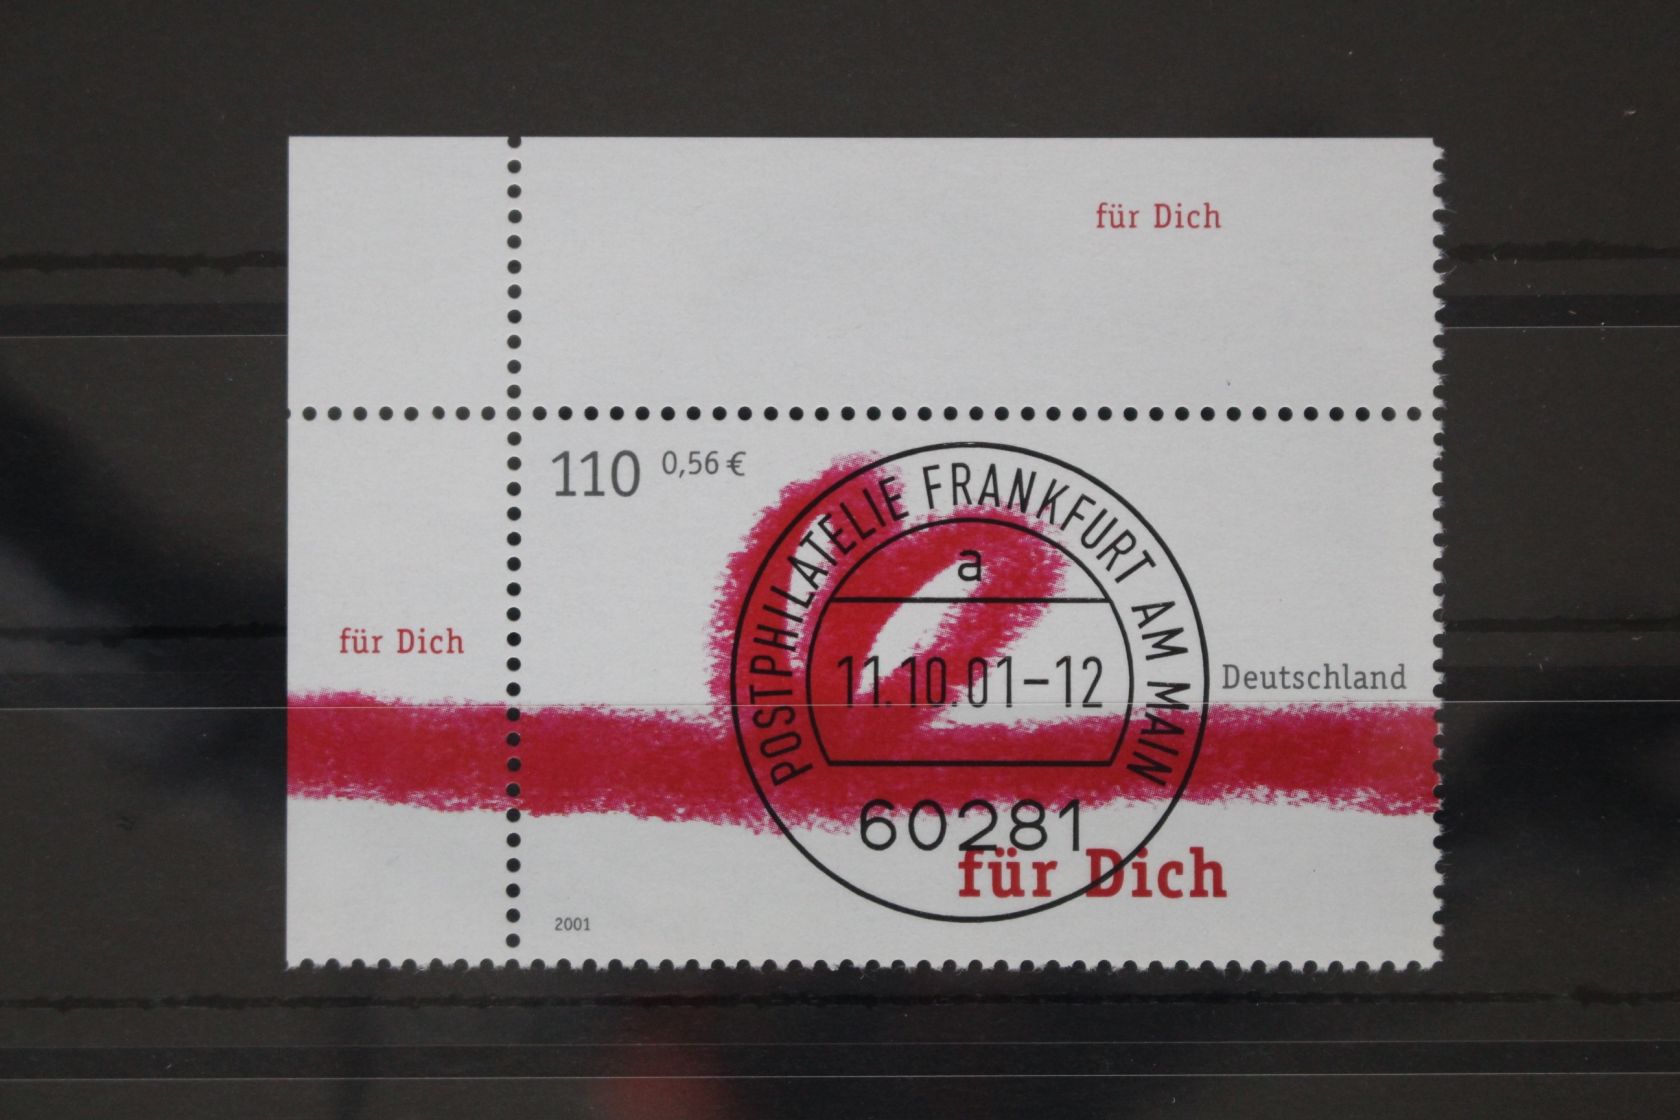 für Dich
110 0,56 €
POSTPHILATELIE FRANKFURT AM MAIN
a
für Dich
11.10.01-12
Deutschland
60281
für Dich
2001